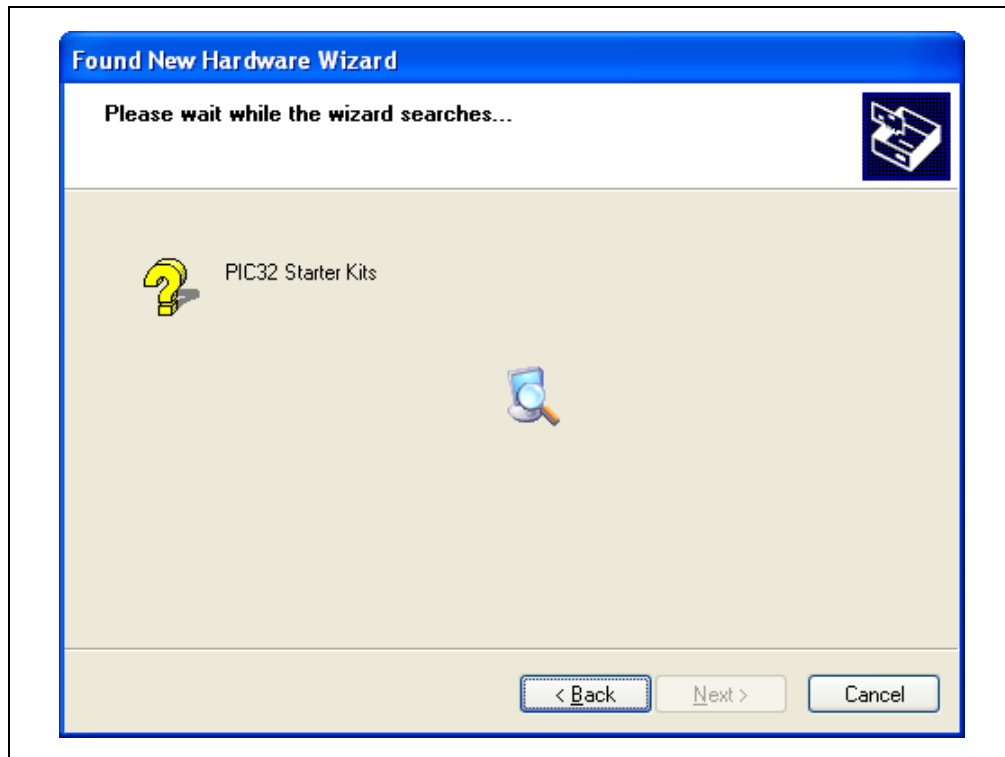 Found New Hardware Wizard
Please wait while the wizard searches...
PIC32 Starter Kits
< Back Next > Cancel